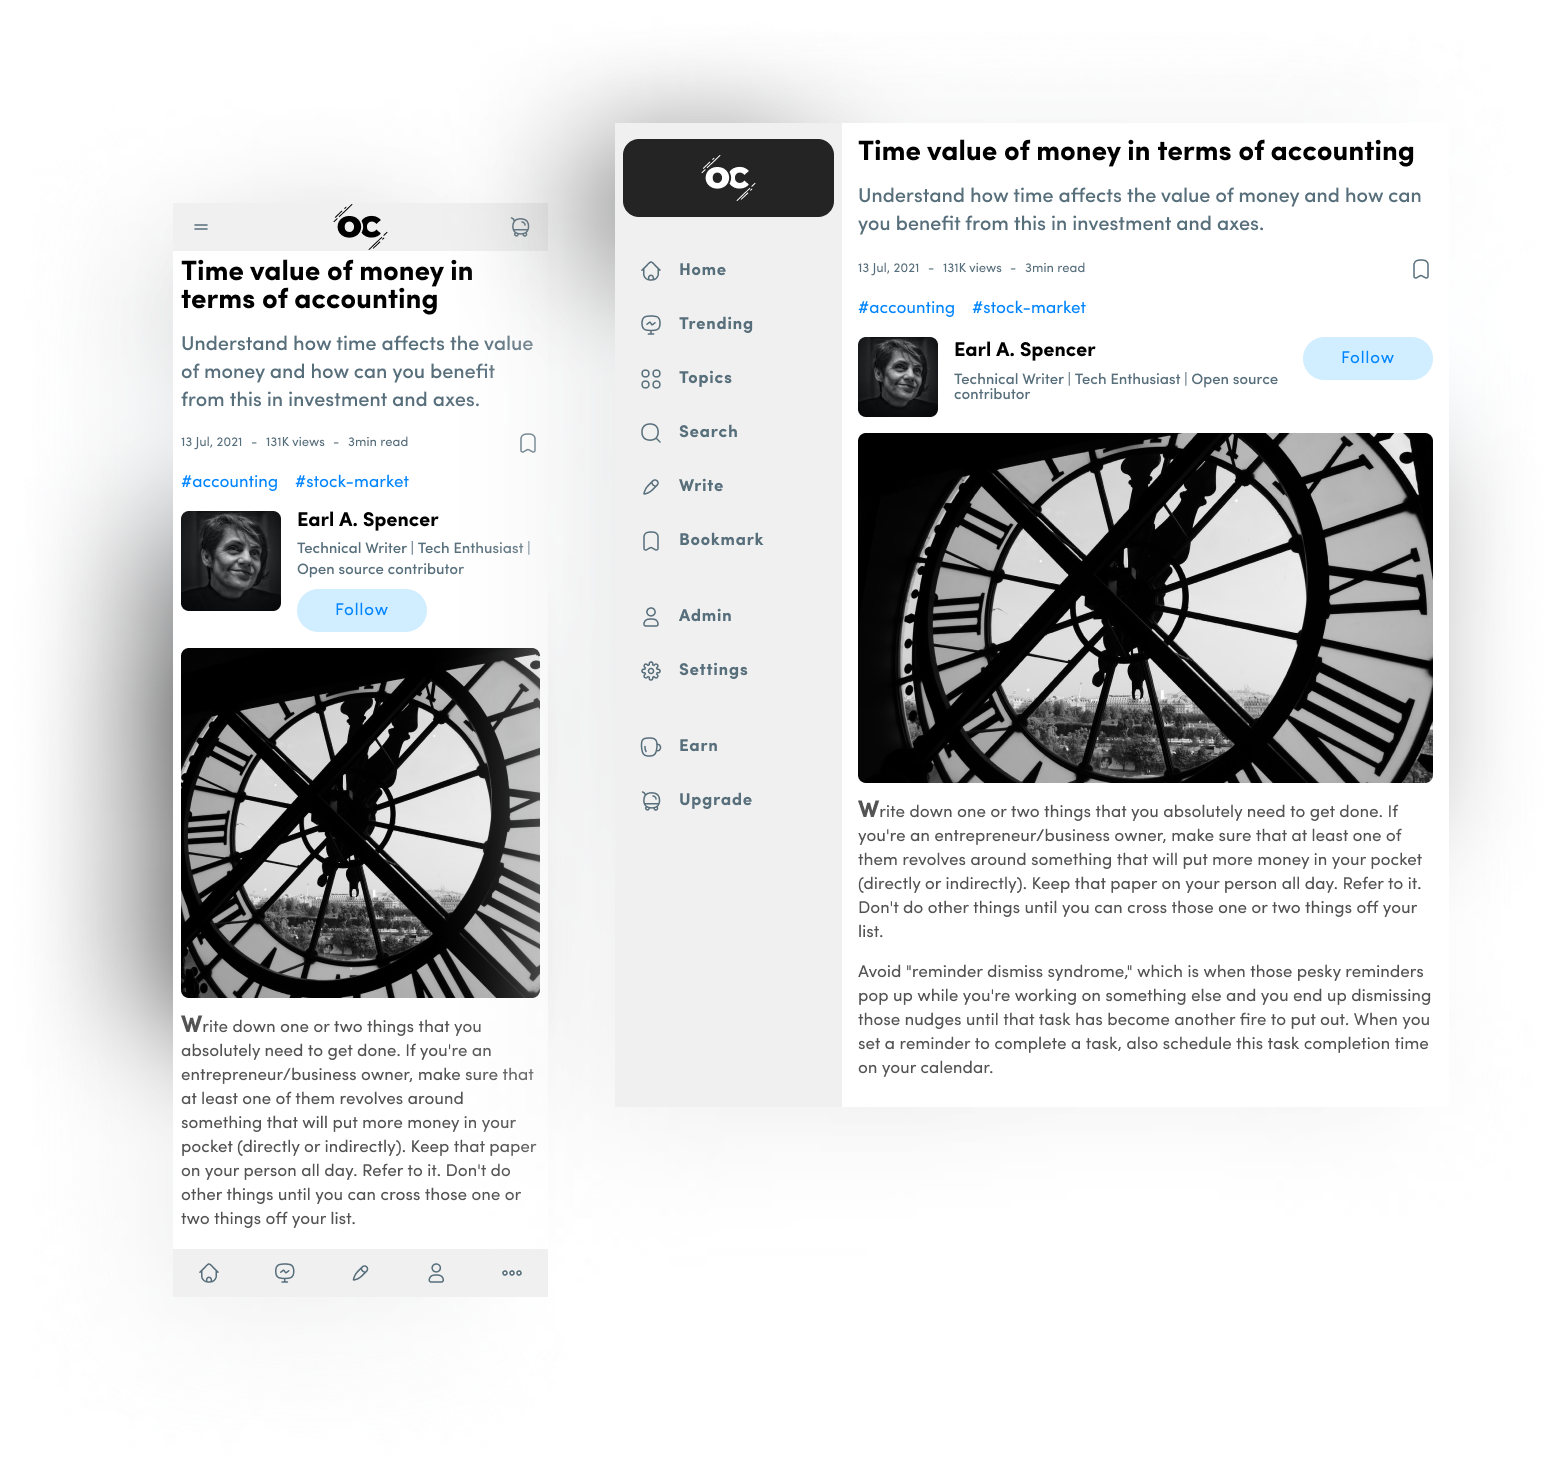 OC
Time value of money in
terms of accounting
Understand how time affects the value
of money and how can you benefit
from this in investment and axes.
13 Jul, 2021 - 131K views - 3min read
#accounting #stock-market
Earl A. Spencer
Technical Writer | Tech Enthusiast |
Open source contributor
Follow
Write down one or two things that you
absolutely need to get done. If you're an
entrepreneur/business owner, make sure that
at least one of them revolves around
something that will put more money in your
pocket (directly or indirectly). Keep that paper
on your person all day. Refer to it. Don't do
other things until you can cross those one or
two things off your list.
OC
Home
Trending
Topics
Search
Write
Bookmark
Admin
Settings
Earn
Upgrade
Time value of money in terms of accounting
Understand how time affects the value of money and how can
you benefit from this in investment and axes.
13 Jul, 2021 - 131K views - 3min read
#accounting #stock-market
Earl A. Spencer
Technical Writer | Tech Enthusiast | Open source
contributor
Follow
Write down one or two things that you absolutely need to get done. If
you're an entrepreneur/business owner, make sure that at least one of
them revolves around something that will put more money in your pocket
(directly or indirectly). Keep that paper on your person all day. Refer to it.
Don't do other things until you can cross those one or two things off your
list.
Avoid "reminder dismiss syndrome," which is when those pesky reminders
pop up while you're working on something else and you end up dismissing
those nudges until that task has become another fire to put out. When you
set a reminder to complete a task, also schedule this task completion time
on your calendar.